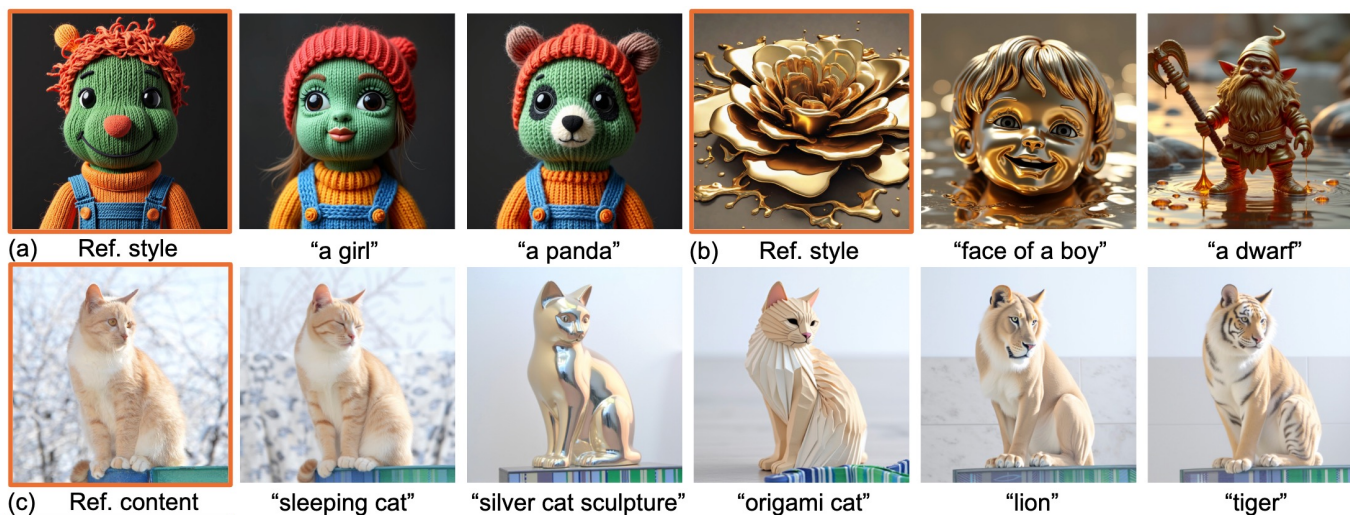 (a) Ref. style “a girl” “a panda” (b) Ref. style “face of a boy” “a dwarf”
(c) Ref. content “sleeping cat” “silver cat sculpture” “origami cat” “lion” “tiger”